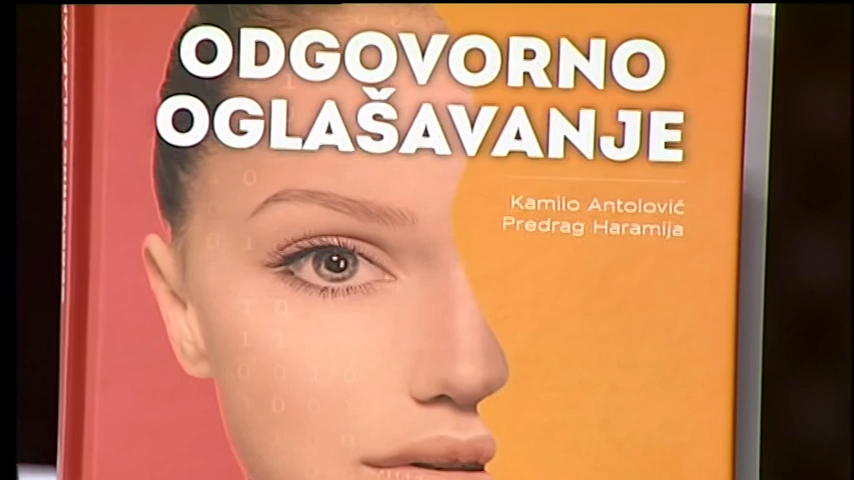 ODGOVORNO
OGLAŠAVANJE
Kamilo Antolović
Predrag Haramija